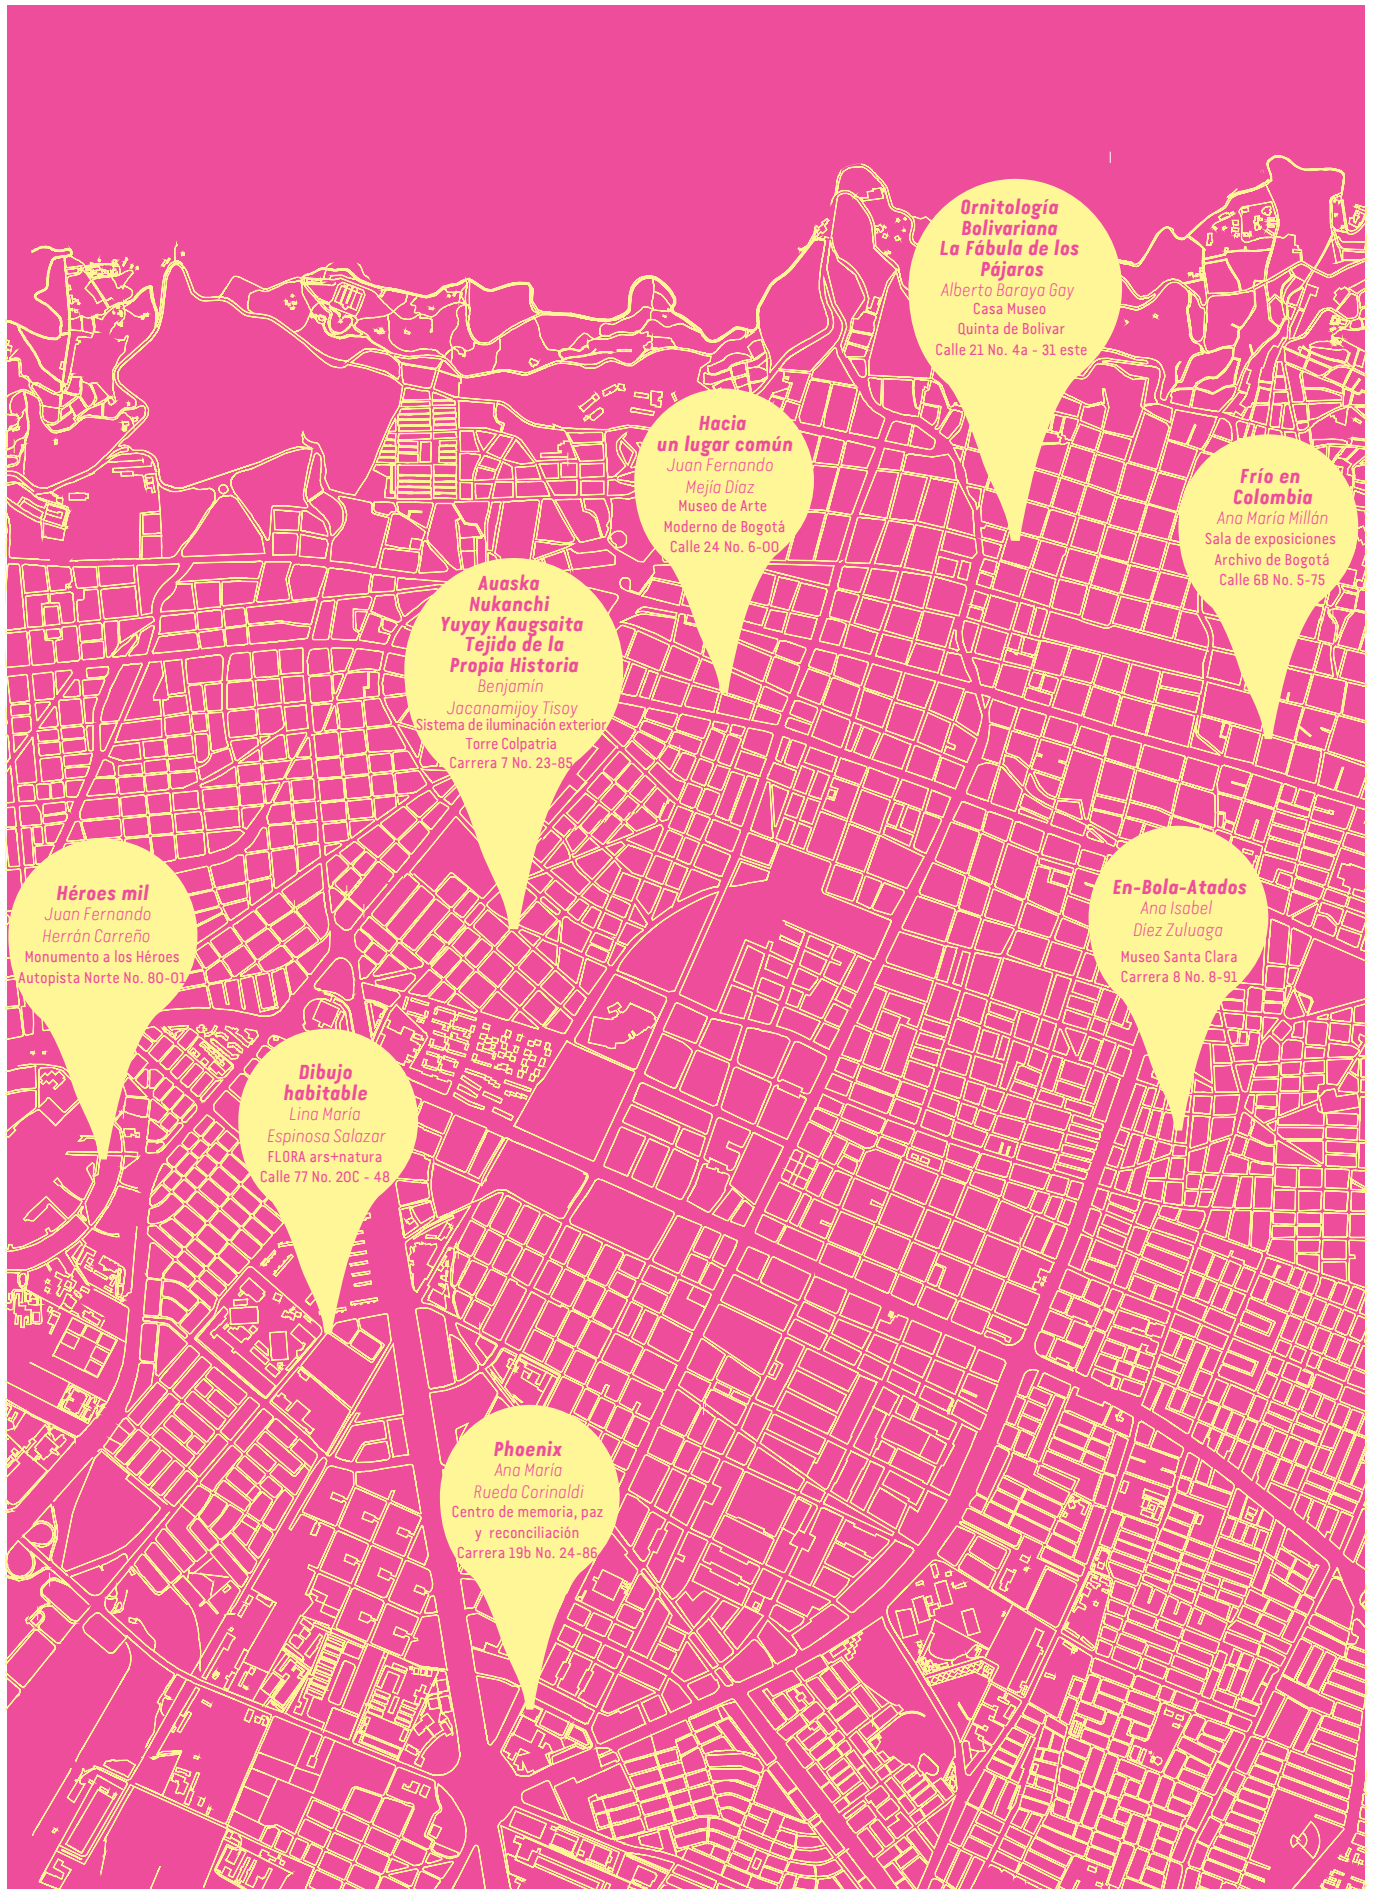 Ornitología
Bolivariana
La Fábula de los
Pájaros
Alberto Baraya Gay
Casa Museo
Quinta de Bolivar
Calle 21 No. 4a - 31 este
Hacia
un lugar común
Juan Fernando
Mejía Díaz
Museo de Arte
Moderno de Bogotá
Calle 24 No. 6-00
Frío en
Colombia
Ana María Millán
Sala de exposiciones
Archivo de Bogotá
Calle 6B No. 5-75
Auaska
Nukanchi
Yuyay Kaugsaita
Tejido de la
Propia Historia
Benjamín
Jacanamijoy Tisoy
Sistema de iluminación exterior
Torre Colpatria
Carrera 7 No. 23-85
Héroes mil
Juan Fernando
Herrán Carreño
Monumento a los Héroes
Autopista Norte No. 80-01
En-Bola-Atados
Ana Isabel
Díez Zuluaga
Museo Santa Clara
Carrera 8 No. 8-91
Dibujo
habitable
Lina María
Espinosa Salazar
FLORA ars+natura
Calle 77 No. 20C - 48
Phoenix
Ana María
Rueda Corinaldi
Centro de memoria, paz
y reconciliación
Carrera 19b No. 24-86